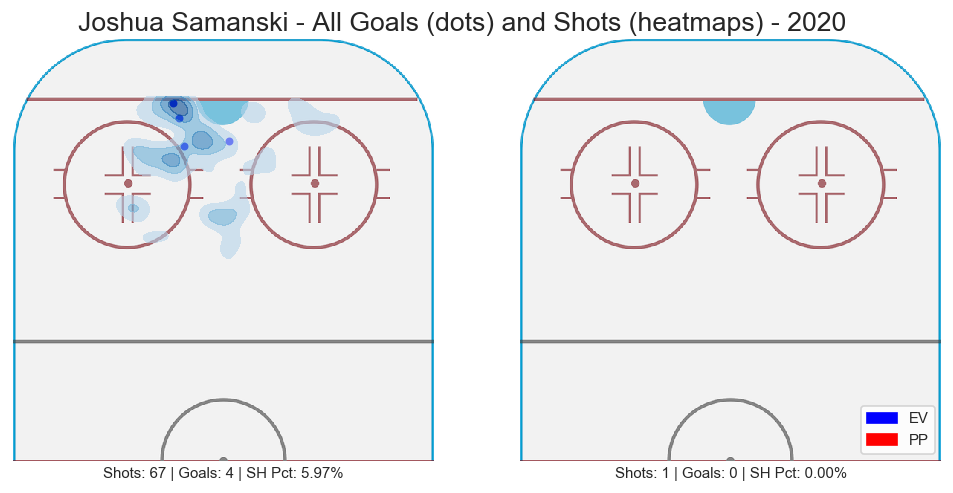 Joshua Samanski - All Goals (dots) and Shots (heatmaps) - 2020
EV
PP
Shots: 67 | Goals: 4 | SH Pct: 5.97%
Shots: 1 | Goals: 0 | SH Pct: 0.00%